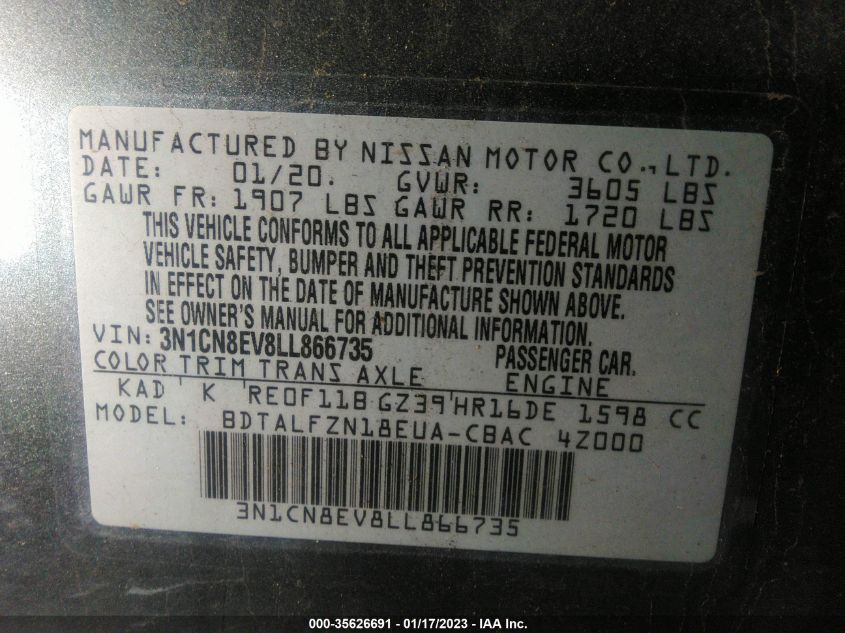 MANUFACTURED BY NISSAN MOTOR CO., LTD.
DATE: 01/20. GVWR: 3605 LBS
GAWR FR: 1907 LBS GAWR RR: 1720 LBS
THIS VEHICLE CONFORMS TO ALL APPLICABLE FEDERAL MOTOR
VEHICLE SAFETY, BUMPER AND THEFT PREVENTION STANDARDS
IN EFFECT ON THE DATE OF MANUFACTURE SHOWN ABOVE.
SEE OWNER'S MANUAL FOR ADDITIONAL INFORMATION.
VIN: 3N1CN8EV8LL866735 PASSENGER CAR.
COLOR TRIM TRANS AXLE ENGINE
KAD K RE0F11B GZ39 HR16DE 1598 CC
MODEL: BDTALFZN18EUA-CBAC 4Z000
3N1CN8EV8LL866735
000-35626691 - 01/17/2023 - IAA Inc.